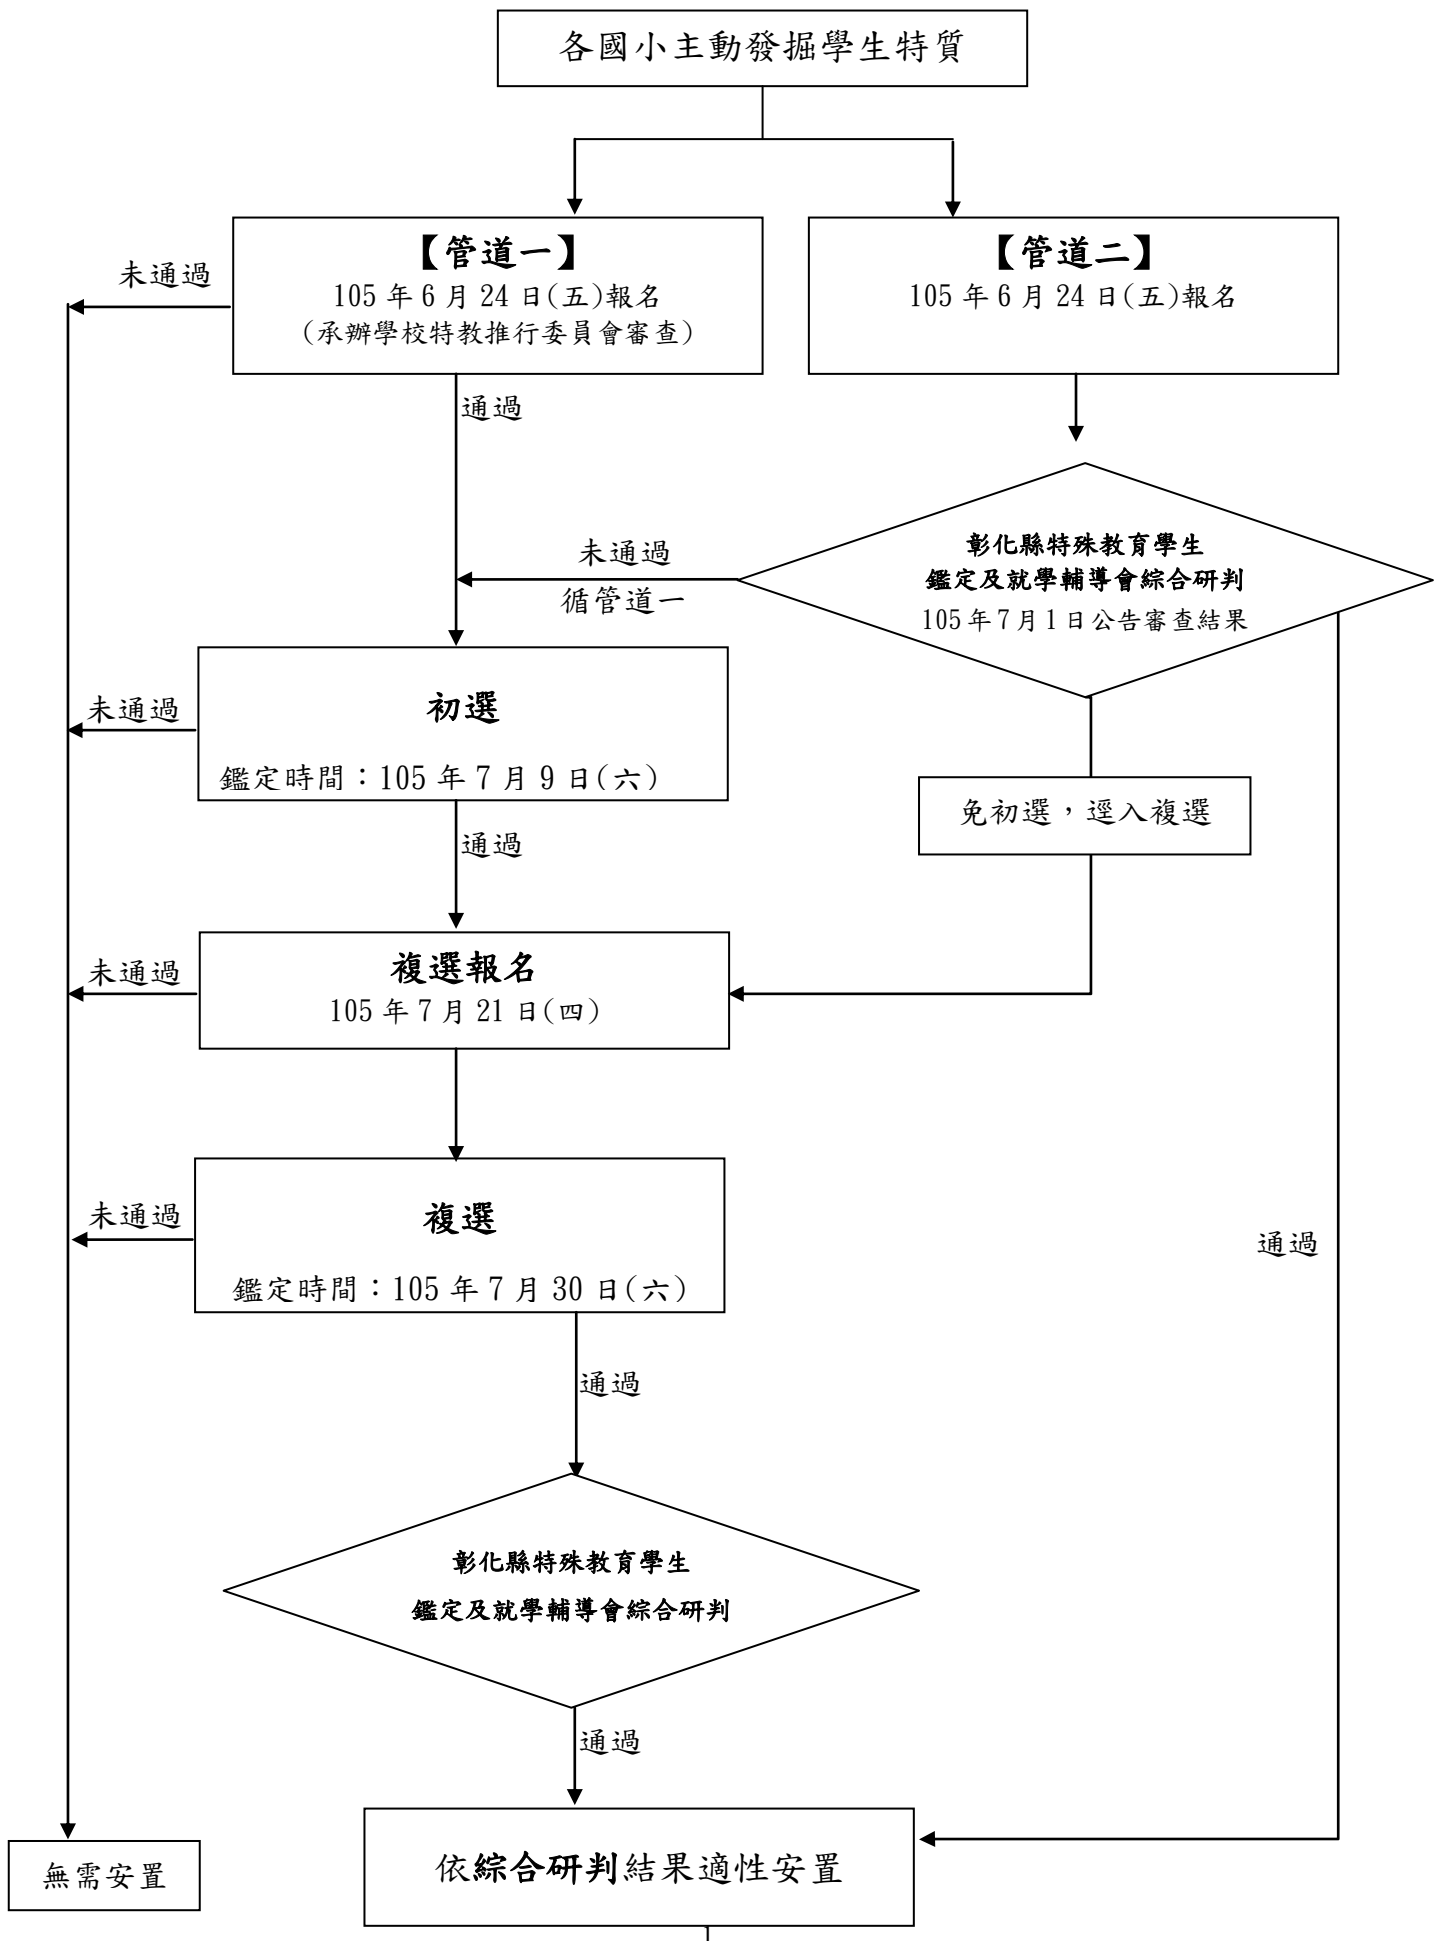 各國小主動發掘學生特質
【管道一】
105 年 6 月 24 日(五)報名
(承辦學校特教推行委員會審查)
【管道二】
105 年 6 月 24 日(五)報名
未通過
通過
彰化縣特殊教育學生
鑑定及就學輔導會綜合研判
105 年 7 月 1 日公告審查結果
未通過
循管道一
初選
鑑定時間：105 年 7 月 9 日(六)
未通過
免初選，逕入複選
通過
複選報名
105 年 7 月 21 日(四)
未通過
複選
鑑定時間：105 年 7 月 30 日(六)
未通過
通過
通過
彰化縣特殊教育學生
鑑定及就學輔導會綜合研判
通過
依綜合研判結果適性安置
無需安置